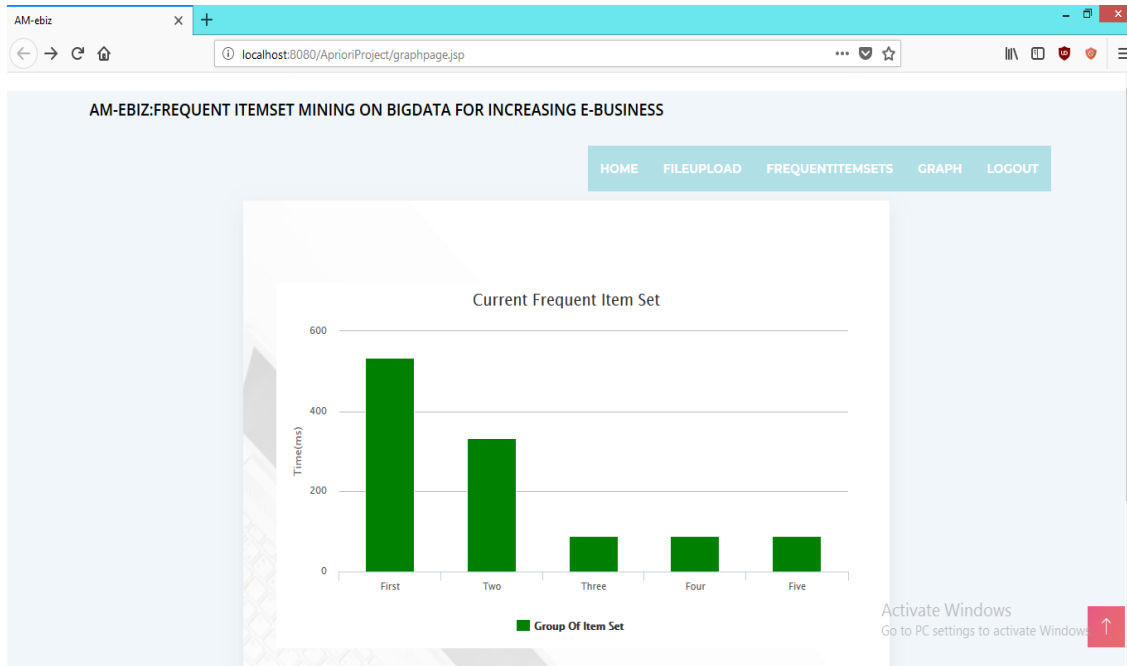 AM-ebiz
localhost:8080/AprioriProject/graphpage.jsp
AM-EBIZ:FREQUENT ITEMSET MINING ON BIGDATA FOR INCREASING E-BUSINESS
HOME FILEUPLOAD FREQUENTITEMSETS GRAPH LOGOUT
Current Frequent Item Set
600
400
200
0
Time(ms)
First Two Three Four Five
Group Of Item Set
Activate Windows
Go to PC settings to activate Windows